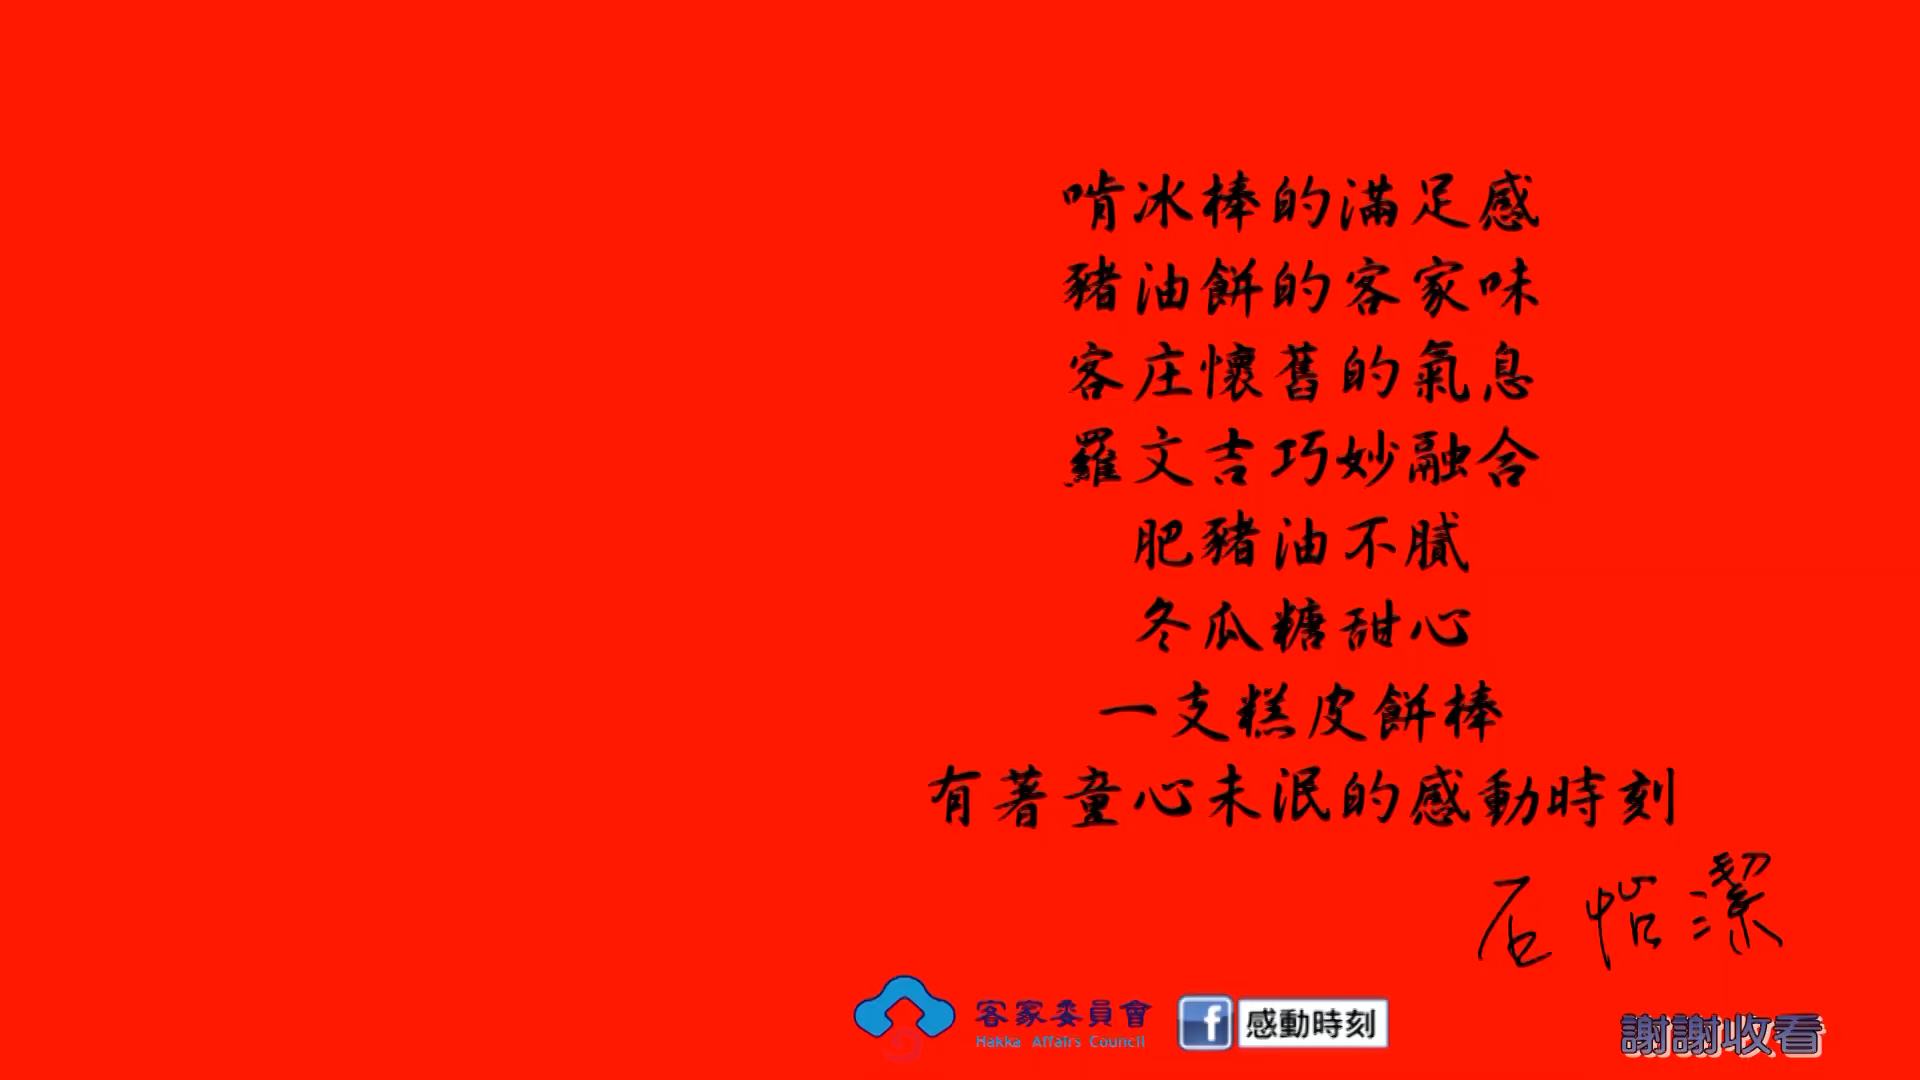 啃冰棒的滿足感
豬油餅的客家味
客庄懷舊的氣息
羅文吉巧妙融合
肥豬油不膩
冬瓜糖甜心
一支糕皮餅棒
有著童心未泯的感動時刻
石怡潔
客家委員會
Hakka Affairs Council
f 感動時刻
謝謝收看